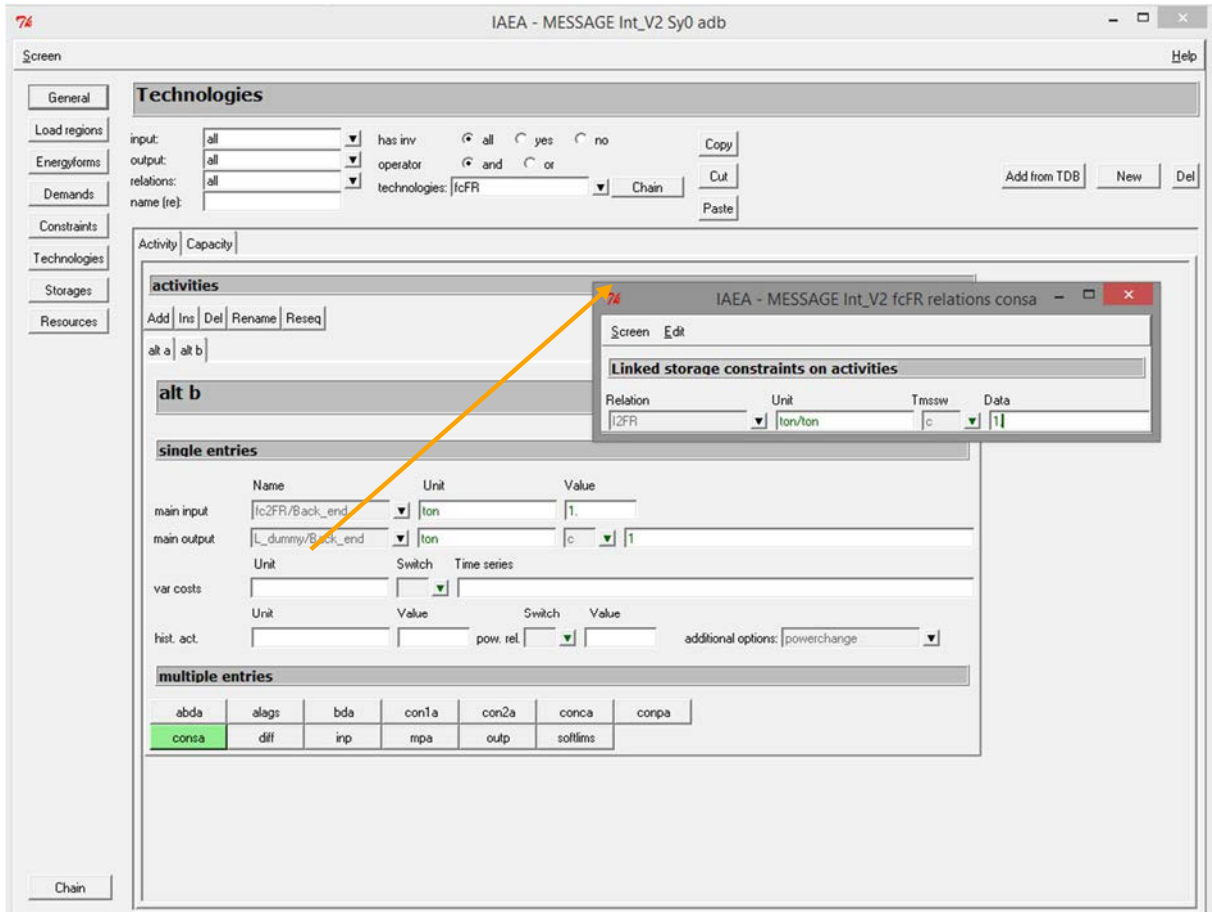 7k IAEA - MESSAGE Int_V2 Sy0 adb
Screen Help
General
Load regions
Energyforms
Demands
Constraints
Technologies
Storages
Resources
Chain
Technologies
input: all has inv all yes no Copy
output: all operator and or
relations: all technologies: fcFR Chain Cut Add from TDB New Del
name (re): Paste
Activity Capacity
activities
Add Ins Del Rename Reseq
alt a alt b
alt b
7k IAEA - MESSAGE Int_V2 fcFR relations consa
Screen Edit
Linked storage constraints on activities
Relation Unit Tmssw Data
I2FR ton/ton c 1.
single entries
Name Unit Value
main input fc2FR/Back_end ton 1.
main output L_dummy/Back_end ton c 1
Unit Switch Time series
var costs
Unit Value Switch Value
hist. act. pow. rel. additional options: powerchange
multiple entries
abda alags bda con1a con2a conca conpa
consa diff inp mpa outp softlims